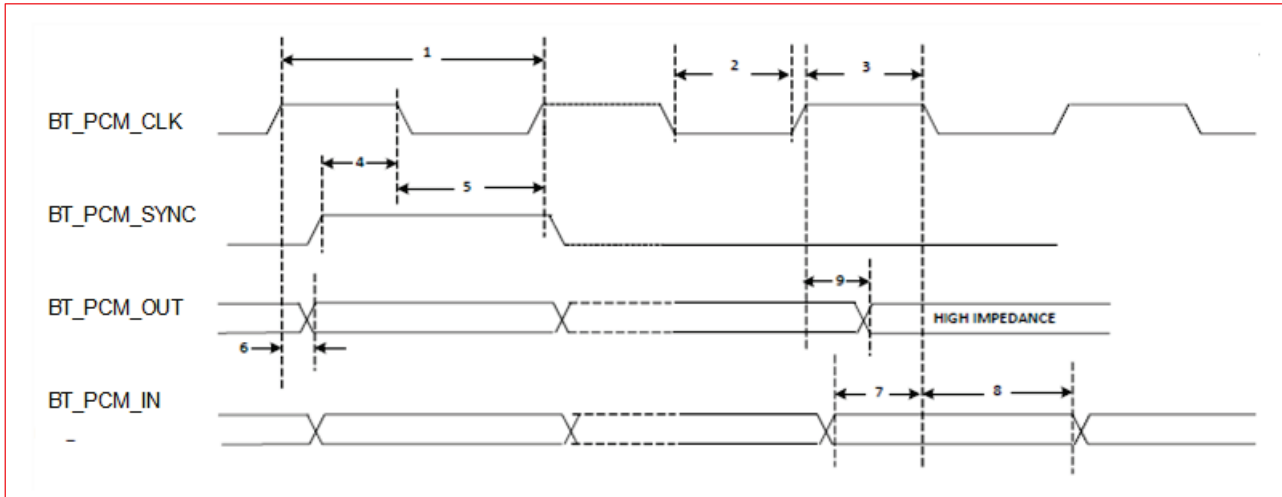 1
2
3
BT_PCM_CLK
4
5
BT_PCM_SYNC
9
BT_PCM_OUT
HIGH IMPEDANCE
6
7
8
BT_PCM_IN